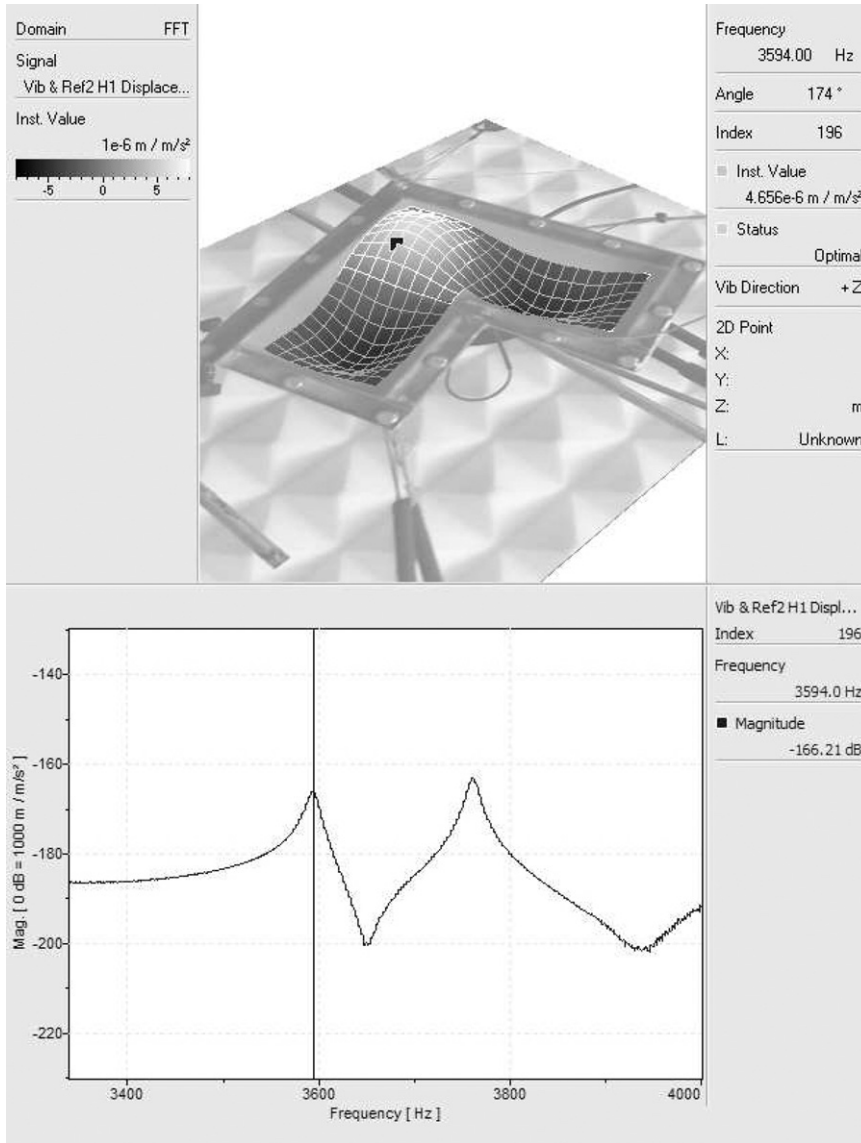 Domain FFT
Signal
Vib & Ref2 H1 Displace...
Inst. Value
1e-6 m / m/s²
-5 0 5
Frequency
3594.00 Hz
Angle 174 °
Index 196
Inst. Value
4.656e-6 m / m/s²
Status
Optimal
Vib Direction +Z
2D Point
X:
Y:
Z: m
L: Unknown
Vib & Ref2 H1 Displ...
Index 196
Frequency
3594.0 Hz
Magnitude
-166.21 dB
Mag. [ 0 dB = 1000 m / m/s² ]
-140
-160
-180
-200
-220
3400 3600 3800 4000
Frequency [ Hz ]